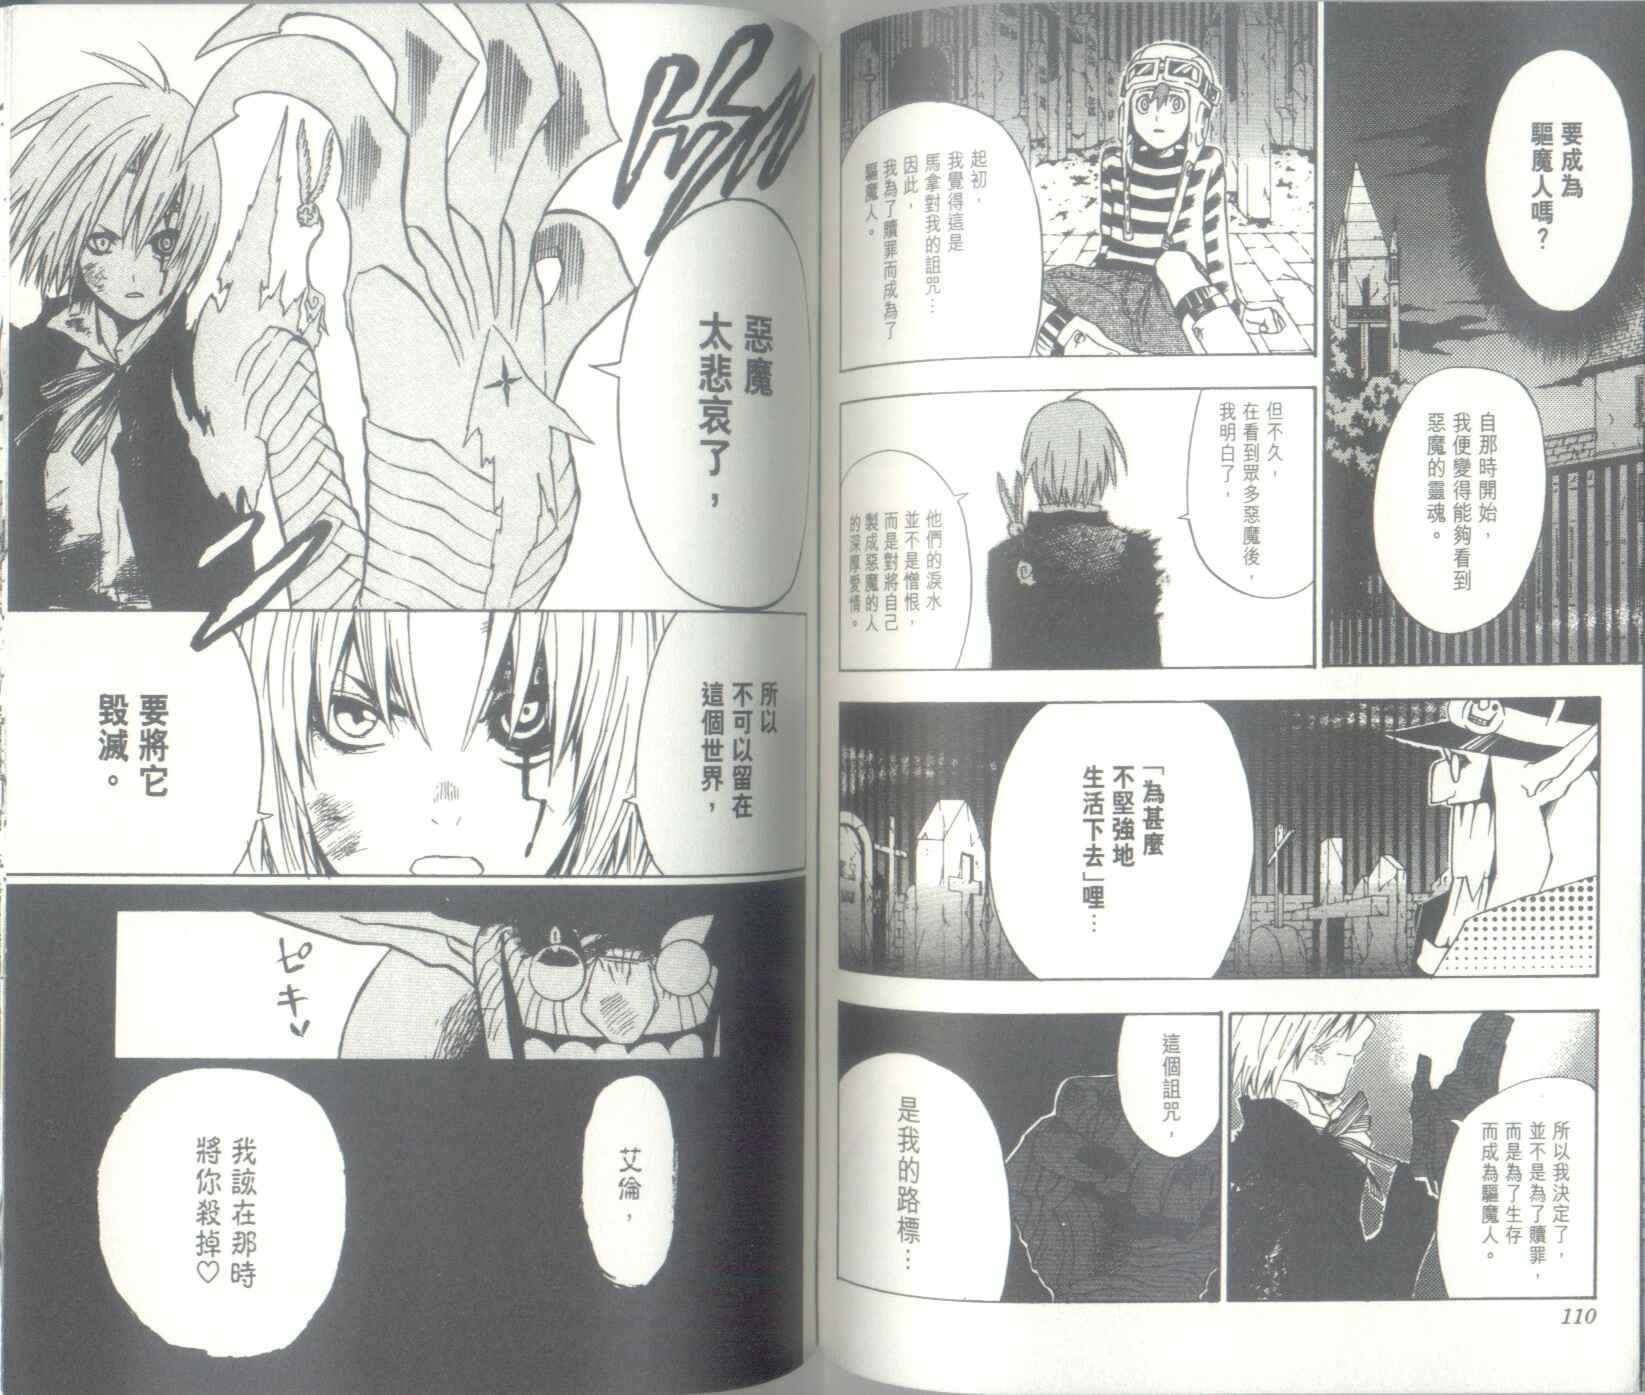 要成為
驅魔人嗎？
自那時開始，
我便變得能夠看到
惡魔的靈魂。
起初，
我覺得這是
馬拿對我的詛咒…
因此，
我為了贖罪而成為了
驅魔人。
但不久，
在看到眾多惡魔後，
我明白了，
他們的淚水
並不是憎恨，
而是對將自己
製成惡魔的人
的深厚愛情。
「為甚麼
不堅強地
生活下去」哩…
所以我決定了，
並不是為了贖罪，
而是為了生存
而成為驅魔人。
這個詛咒，
是我的路標…
110
惡魔
太悲哀了，
所以
不可以留在
這個世界，
要將它
毀滅。
ピキ
艾倫，
我該在那時
將你殺掉♡